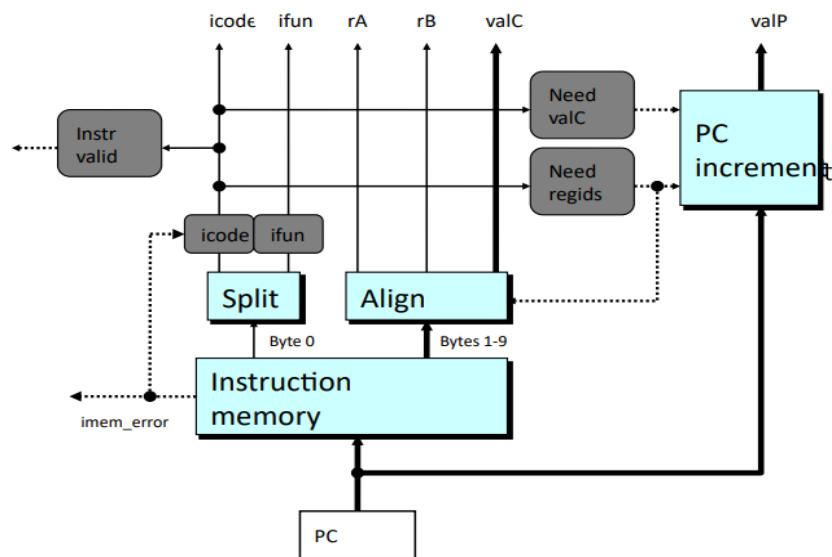 icode ifun rA rB valC valP
Need
valC
Instr
valid
PC
increment
Need
regids
icode ifun
Split
Align
Byte 0
Bytes 1-9
Instruction
memory
imem_error
PC